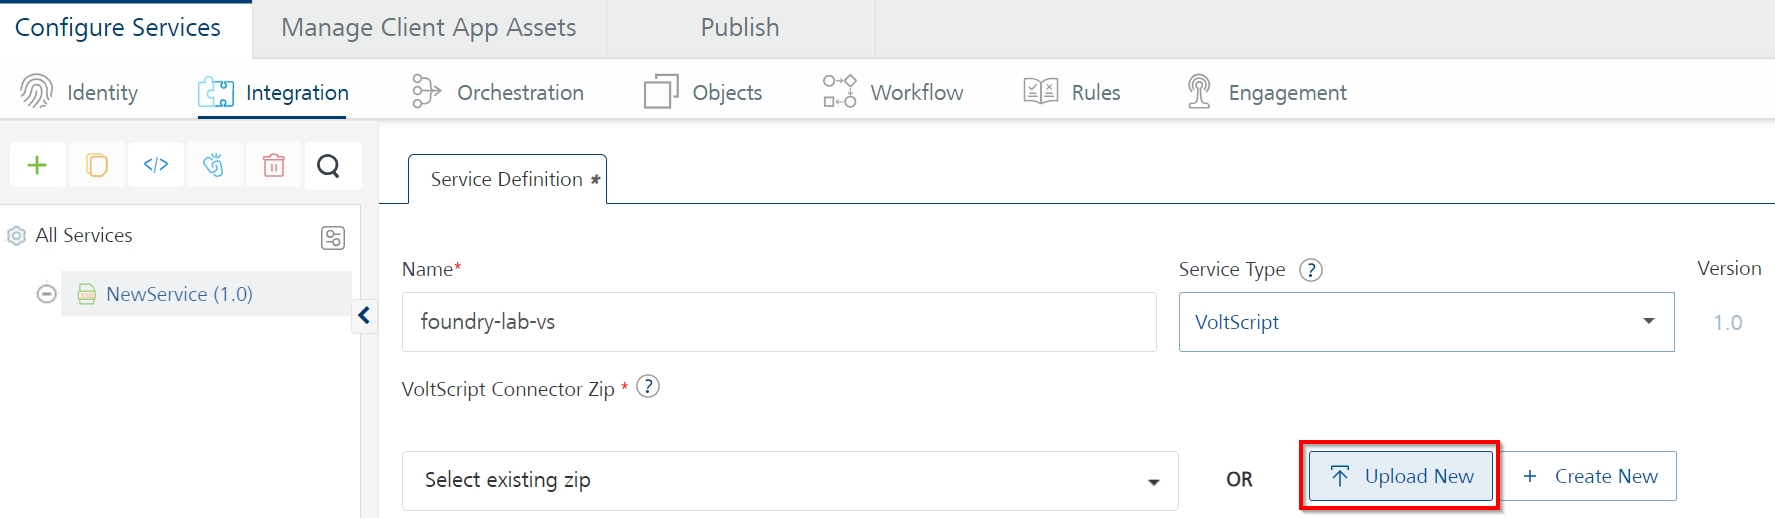 Configure Services Manage Client App Assets Publish
Identity Integration Orchestration Objects Workflow Rules Engagement
Service Definition *
All Services
NewService (1.0)
Name* Service Type ? Version
foundry-lab-vs VoltScript 1.0
VoltScript Connector Zip * ?
Select existing zip OR Upload New + Create New